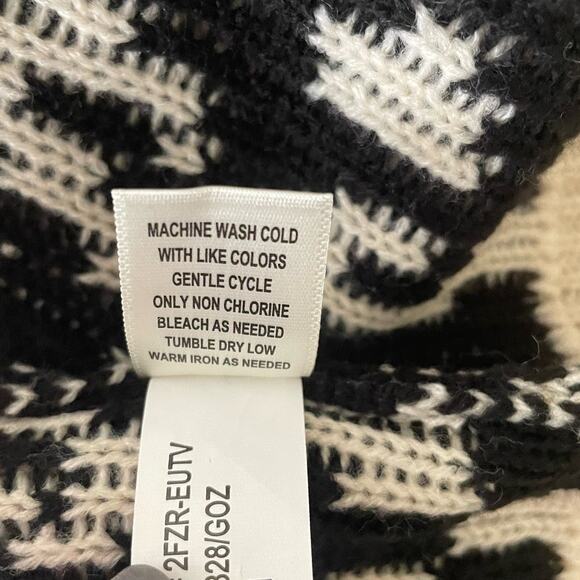 MACHINE WASH COLD
WITH LIKE COLORS
GENTLE CYCLE
ONLY NON CHLORINE
BLEACH AS NEEDED
TUMBLE DRY LOW
WARM IRON AS NEEDED
2FZR-EUTV
328/GOZ